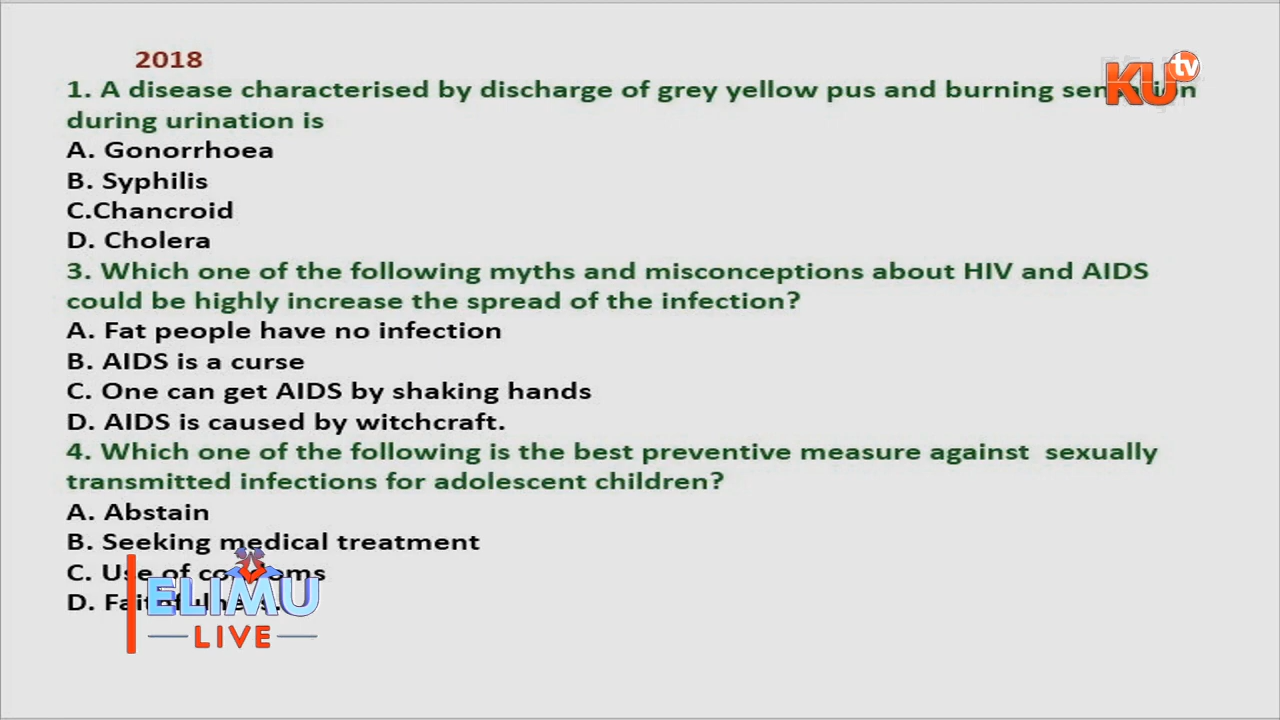 2018
KU tv
1. A disease characterised by discharge of grey yellow pus and burning
during urination is
A. Gonorrhoea
B. Syphilis
C.Chancroid
D. Cholera
3. Which one of the following myths and misconceptions about HIV and AIDS
could be highly increase the spread of the infection?
A. Fat people have no infection
B. AIDS is a curse
C. One can get AIDS by shaking hands
D. AIDS is caused by witchcraft.
4. Which one of the following is the best preventive measure against sexually
transmitted infections for adolescent children?
A. Abstain
B. Seeking medical treatment
C. Use of condoms
D.
ELIMU
LIVE